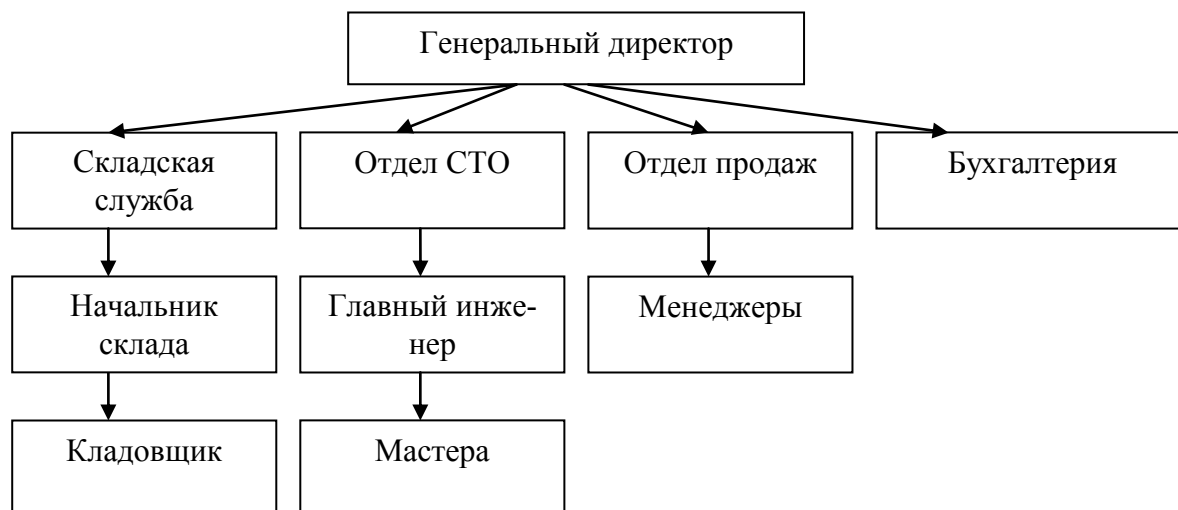 Генеральный директор
Складская
служба
Отдел СТО
Отдел продаж
Бухгалтерия
Начальник
склада
Главный инже-
нер
Менеджеры
Кладовщик
Мастера